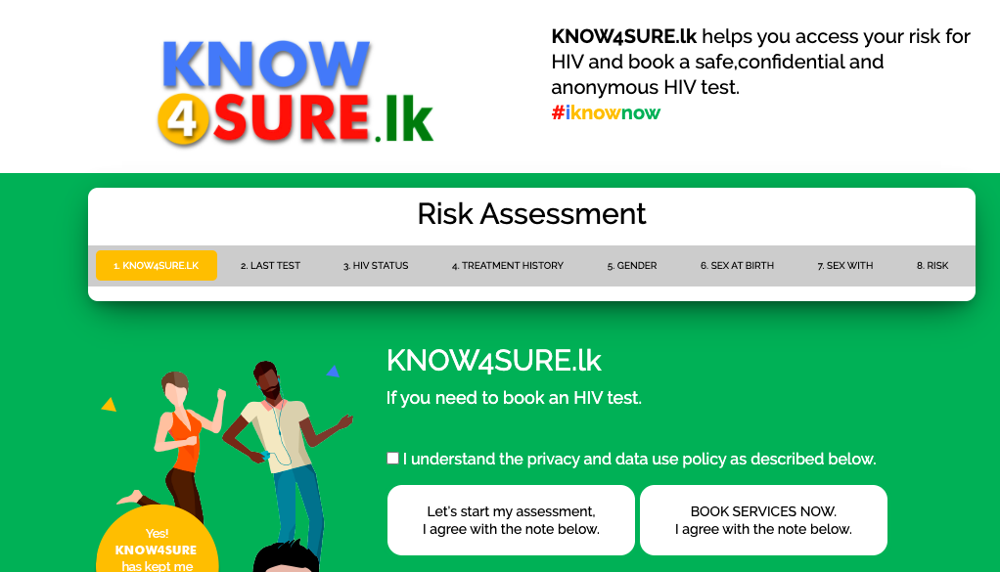 KNOW
4SURE.lk
KNOW4SURE.lk helps you access your risk for
HIV and book a safe,confidential and
anonymous HIV test.
#iknownow
Risk Assessment
1. KNOW4SURE.LK
2. LAST TEST
3. HIV STATUS
4. TREATMENT HISTORY
5. GENDER
6. SEX AT BIRTH
7. SEX WITH
8. RISK
KNOW4SURE.lk
If you need to book an HIV test.
I understand the privacy and data use policy as described below.
Let's start my assessment,
I agree with the note below.
BOOK SERVICES NOW.
I agree with the note below.
Yes!
KNOW4SURE
has kept me